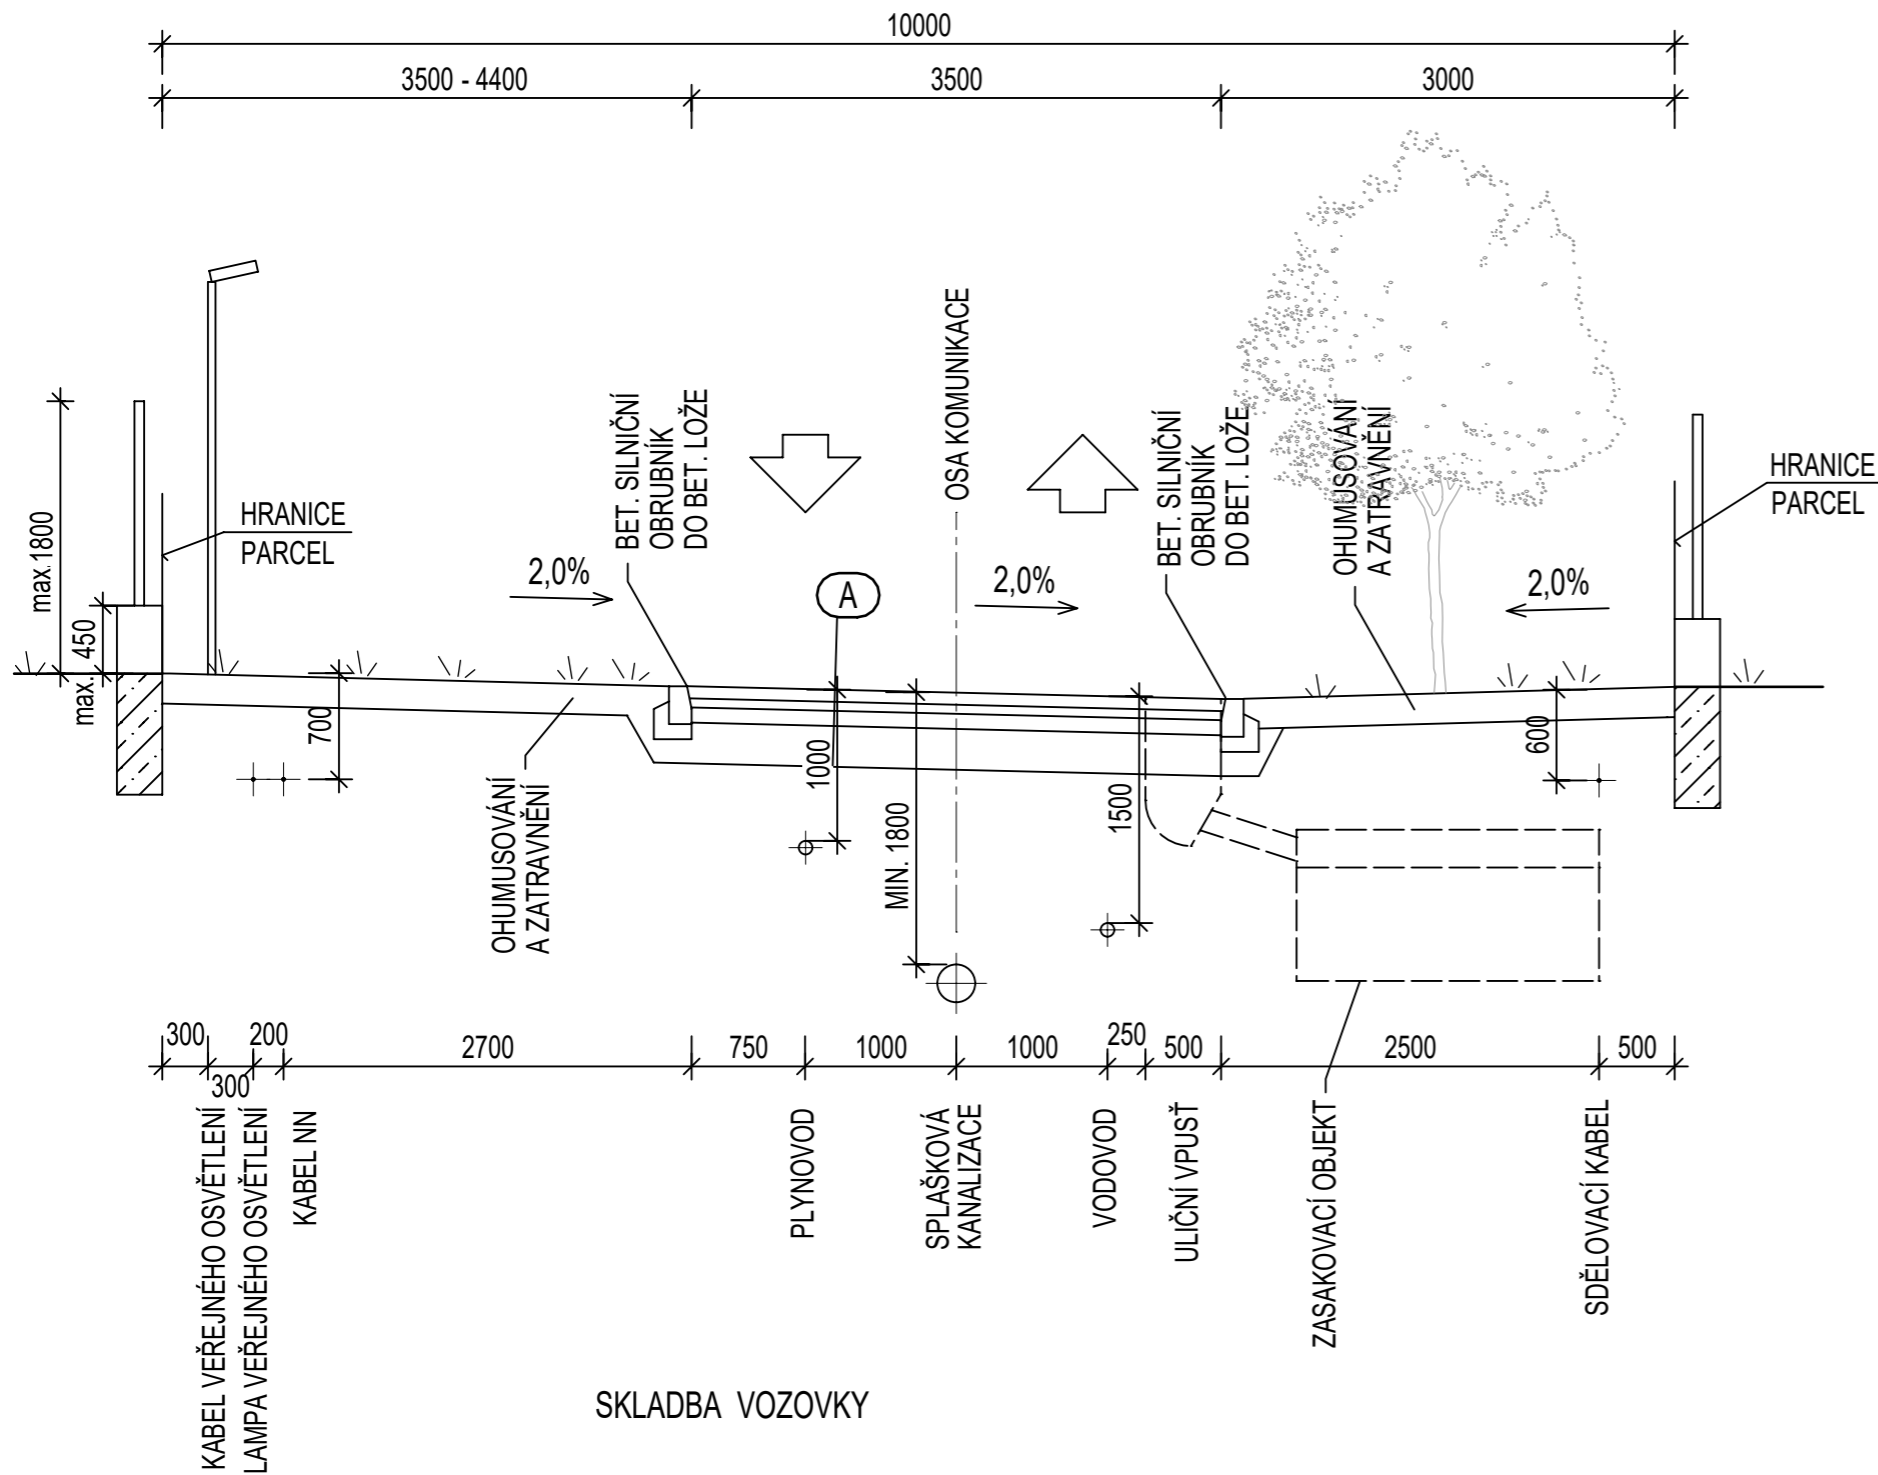 10000
3500 - 4400
3500
3000
OSA KOMUNIKACE
BET. SILNIČNÍ
OBRUBNÍK
DO BET. LOŽE
BET. SILNIČNÍ
OBRUBNÍK
DO BET. LOŽE
OHUMUSOVÁNÍ
A ZATRAVNĚNÍ
HRANICE
PARCEL
HRANICE
PARCEL
max.1800
max. 450
2,0%
A
2,0%
2,0%
700
1000
MIN. 1800
1500
600
OHUMUSOVÁNÍ
A ZATRAVNĚNÍ
300
300
200
2700
750
1000
1000
250
500
2500
500
KABEL VEŘEJNÉHO OSVĚTLENÍ
LAMPA VEŘEJNÉHO OSVĚTLENÍ
KABEL NN
PLYNOVOD
SPLAŠKOVÁ
KANALIZACE
VODOVOD
ULIČNÍ VPUSŤ
ZASAKOVACÍ OBJEKT
SDĚLOVACÍ KABEL
SKLADBA VOZOVKY